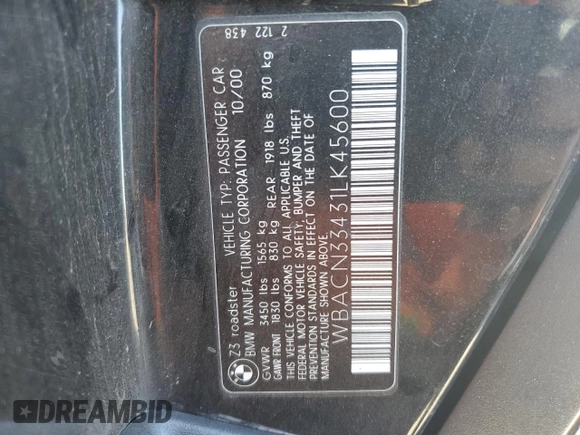 Z3 roadster VEHICLE TYP: PASSENGER CAR
BMW MANUFACTURING CORPORATION 10/00
GVWR 3450 lbs 1565 kg
GAWR FRONT 1830 lbs 830 kg REAR 1918 lbs 870 kg
THIS VEHICLE CONFORMS TO ALL APPLICABLE U.S.
FEDERAL MOTOR VEHICLE SAFETY, BUMPER AND THEFT
PREVENTION STANDARDS IN EFFECT ON THE DATE OF
MANUFACTURE SHOWN ABOVE.
WBACN33431LK45600
2 122 438
DREAMBID